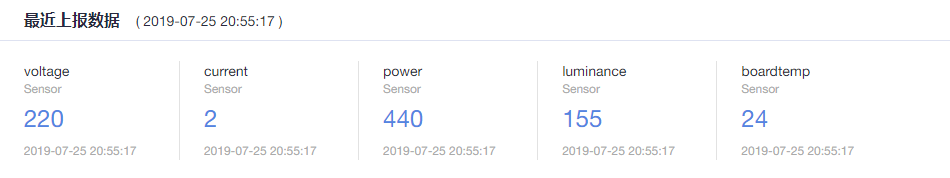 最近上报数据 ( 2019-07-25 20:55:17 )
voltage
Sensor
220
2019-07-25 20:55:17
current
Sensor
2
2019-07-25 20:55:17
power
Sensor
440
2019-07-25 20:55:17
luminance
Sensor
155
2019-07-25 20:55:17
boardtemp
Sensor
24
2019-07-25 20:55:17